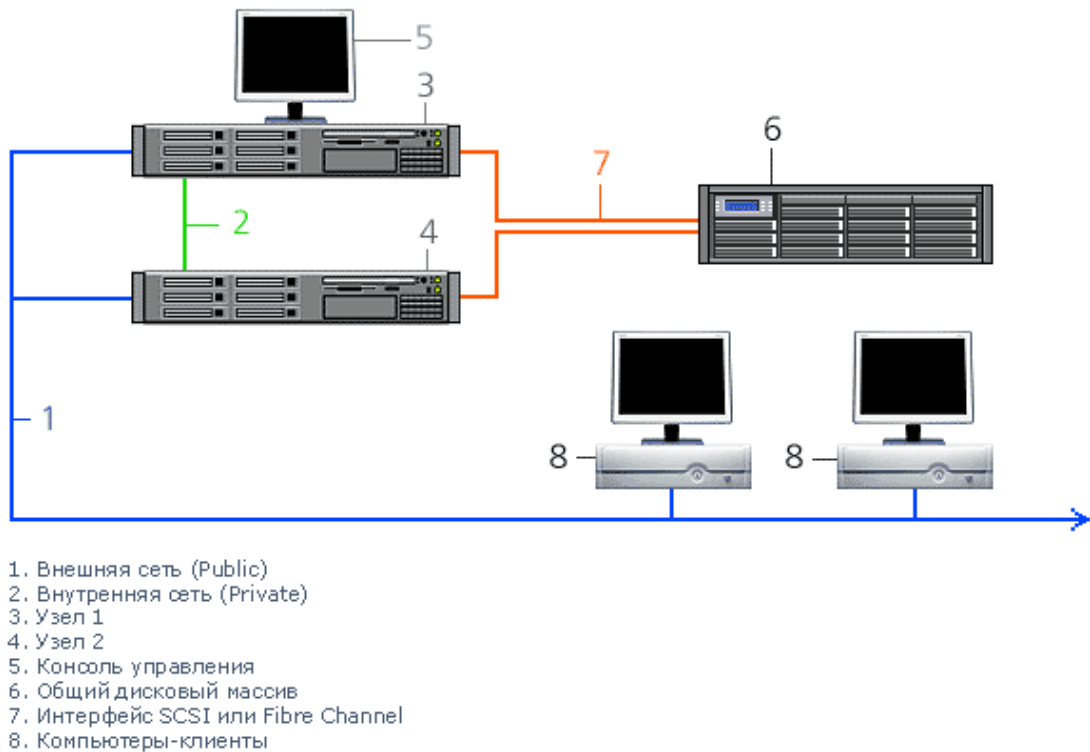 5
3
6
7
2
4
1
8
8
1. Внешняя сеть (Public)
2. Внутренняя сеть (Private)
3. Узел 1
4. Узел 2
5. Консоль управления
6. Общий дисковый массив
7. Интерфейс SCSI или Fibre Channel
8. Компьютеры-клиенты